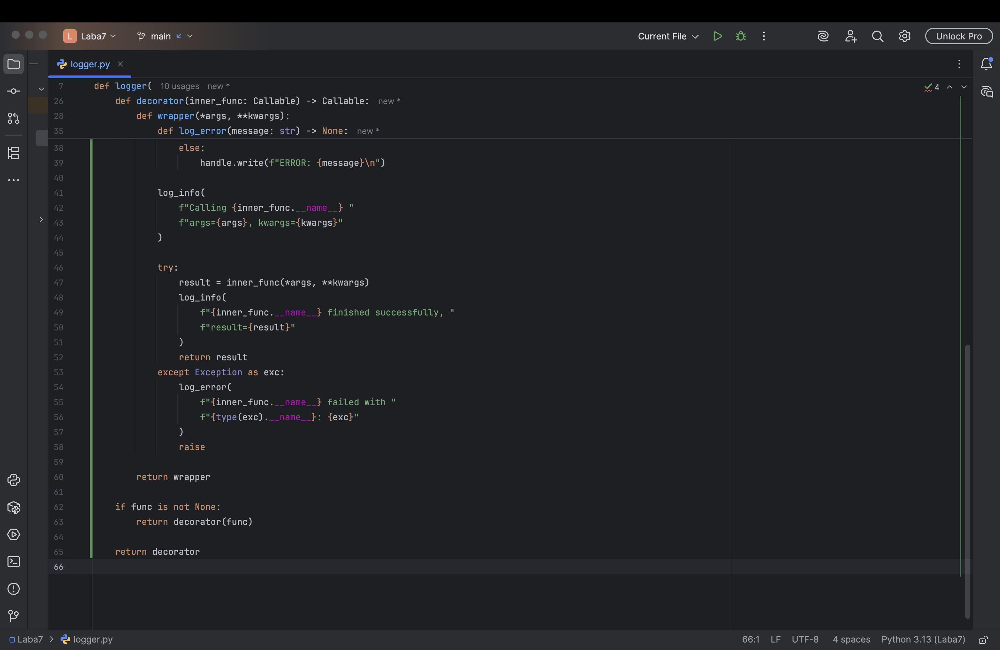 L Laba7 main Current File Unlock Pro
logger.py
7 def logger( 10 usages new *
26 def decorator(inner_func: Callable) -> Callable: new *
28 def wrapper(*args, **kwargs):
35 def log_error(message: str) -> None: new *
4
38 else:
39 handle.write(f"ERROR: {message}\n")
40
41 log_info(
42 f"Calling {inner_func.__name__} "
43 f"args={args}, kwargs={kwargs}"
44 )
45
46 try:
47 result = inner_func(*args, **kwargs)
48 log_info(
49 f"{inner_func.__name__} finished successfully, "
50 f"result={result}"
51 )
52 return result
53 except Exception as exc:
54 log_error(
55 f"{inner_func.__name__} failed with "
56 f"{type(exc).__name__}: {exc}"
57 )
58 raise
59
60 return wrapper
61
62 if func is not None:
63 return decorator(func)
64
65 return decorator
66
Laba7 > logger.py 66:1 LF UTF-8 4 spaces Python 3.13 (Laba7)